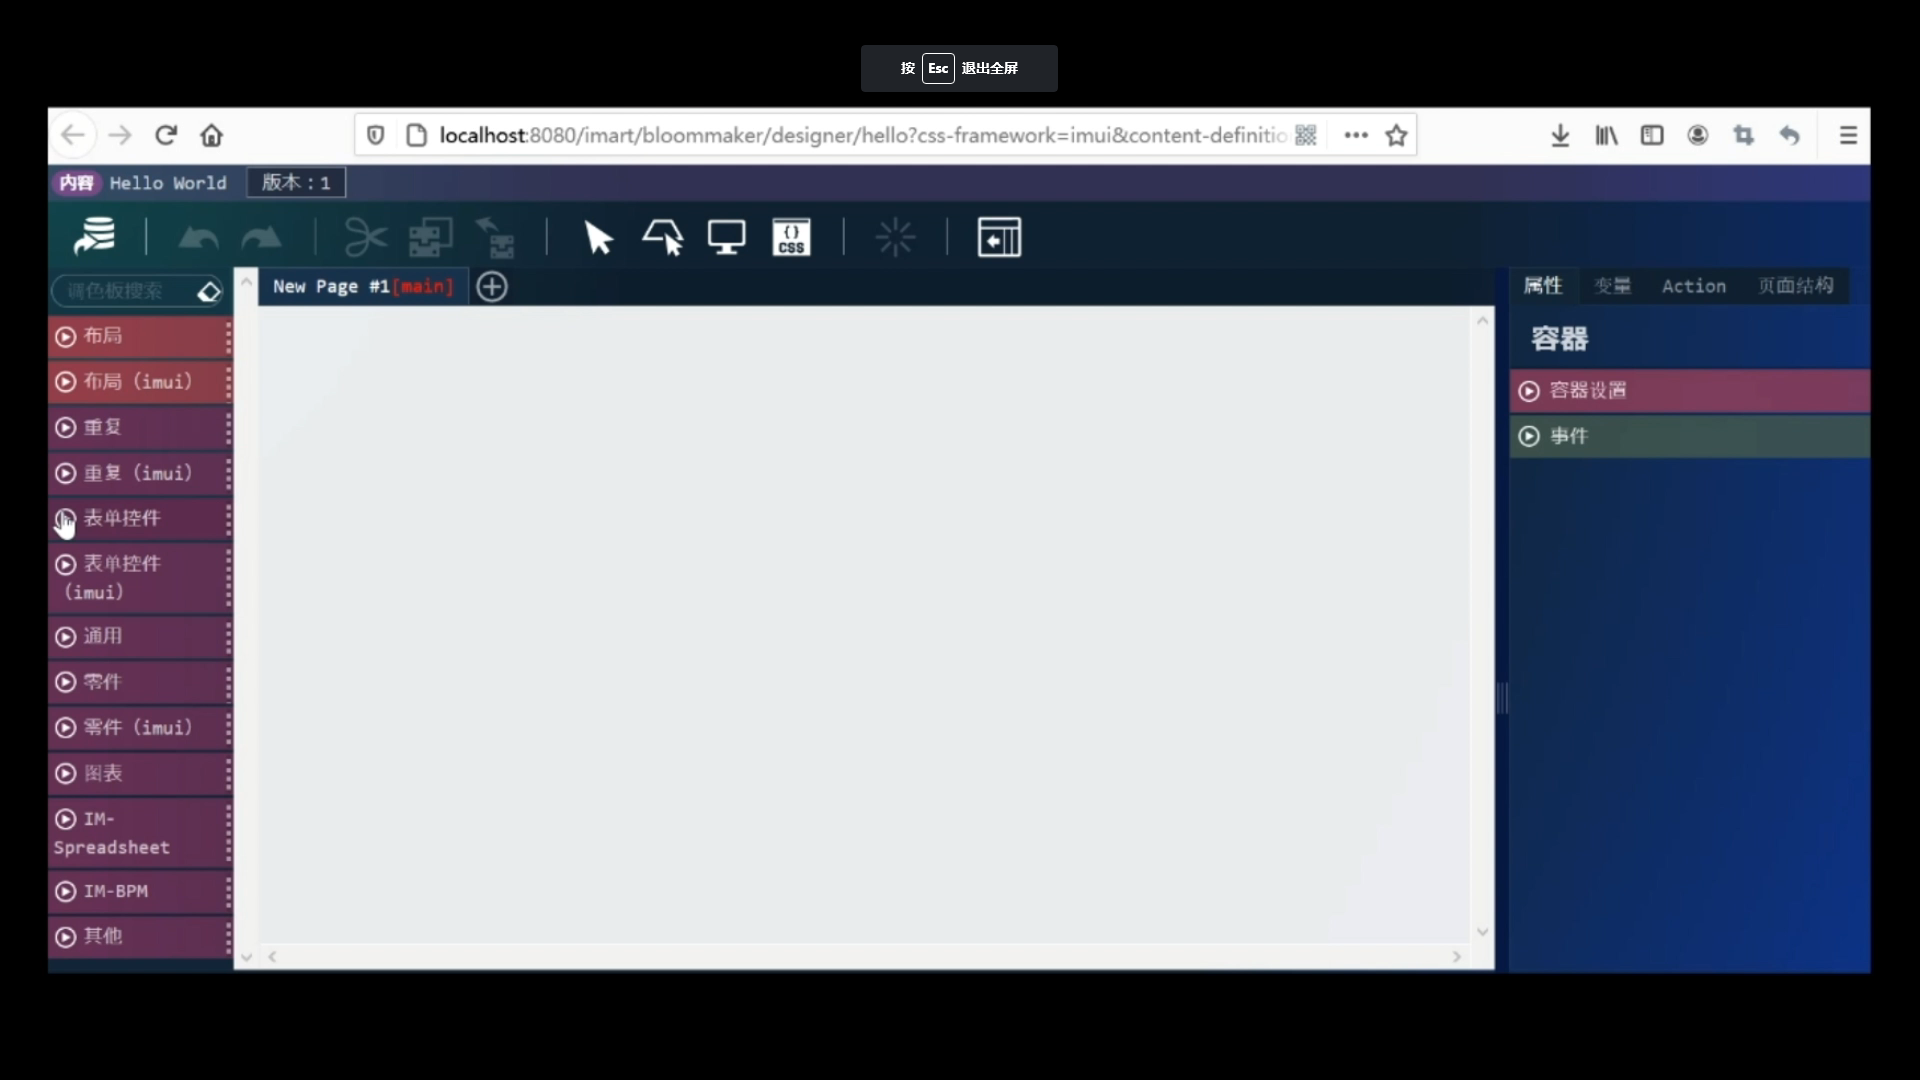 按 Esc 退出全屏
localhost:8080/imart/bloommaker/designer/hello?css-framework=imui&content-definitio
内容 Hello World 版本：1
{} CSS
调色板搜索
New Page #1[main]
属性 变量 Action 页面结构
容器
容器设置
事件
布局
布局（imui）
重复
重复（imui）
表单控件
表单控件
（imui）
通用
零件
零件（imui）
图表
IM-
Spreadsheet
IM-BPM
其他